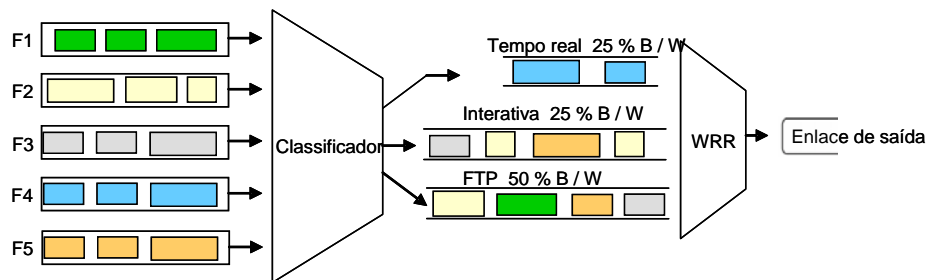 F1
F2
F3
F4
F5
Classificador
Tempo real 25 % B / W
Interativa 25 % B / W
FTP 50 % B / W
WRR
Enlace de saída